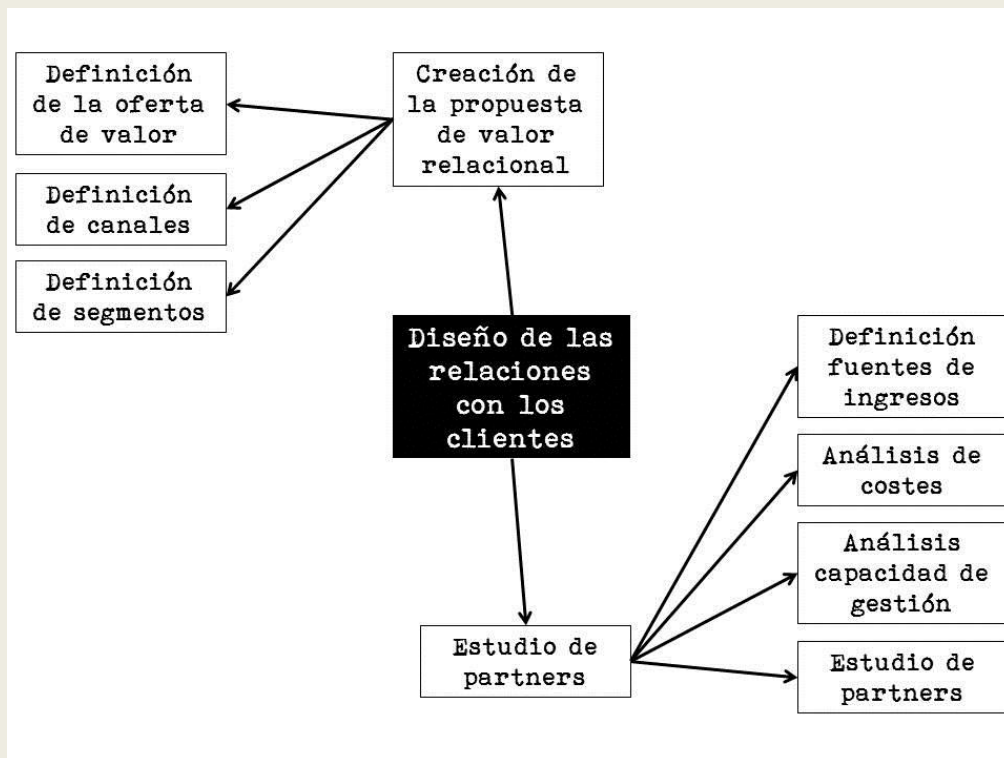 Definición
de la oferta
de valor
Definición
de canales
Definición
de segmentos
Creación de
la propuesta
de valor
relacional
Diseño de las
relaciones
con los
clientes
Estudio de
partners
Definición
fuentes de
ingresos
Análisis de
costes
Análisis
capacidad de
gestión
Estudio de
partners